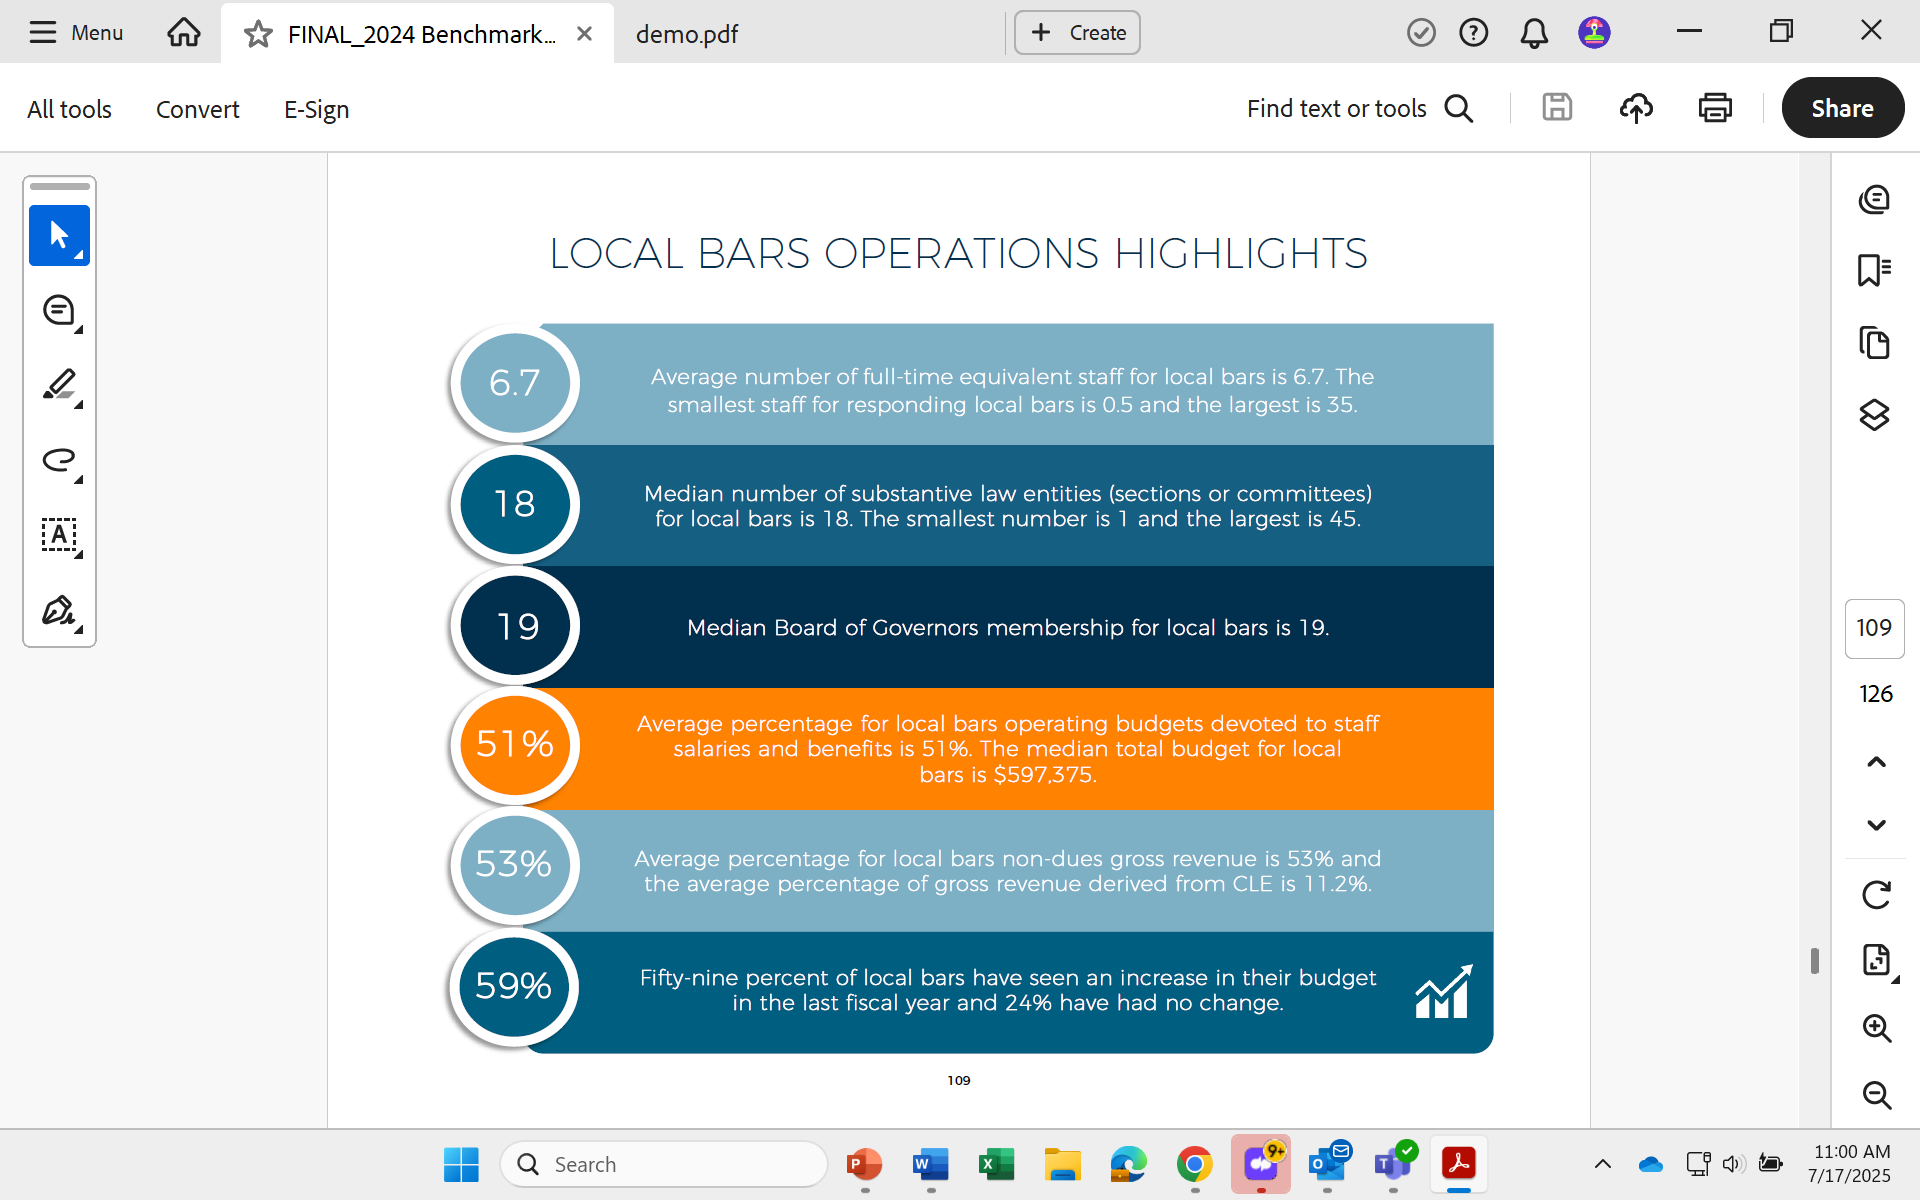 Menu
FINAL_2024 Benchmark...
demo.pdf
Create
All tools
Convert
E-Sign
Find text or tools
Share
LOCAL BARS OPERATIONS HIGHLIGHTS
6.7
Average number of full-time equivalent staff for local bars is 6.7. The
smallest staff for responding local bars is 0.5 and the largest is 35.
18
Median number of substantive law entities (sections or committees)
for local bars is 18. The smallest number is 1 and the largest is 45.
19
Median Board of Governors membership for local bars is 19.
51%
Average percentage for local bars operating budgets devoted to staff
salaries and benefits is 51%. The median total budget for local
bars is $597,375.
53%
Average percentage for local bars non-dues gross revenue is 53% and
the average percentage of gross revenue derived from CLE is 11.2%.
59%
Fifty-nine percent of local bars have seen an increase in their budget
in the last fiscal year and 24% have had no change.
109
109
126
Search
9+
11:00 AM
7/17/2025